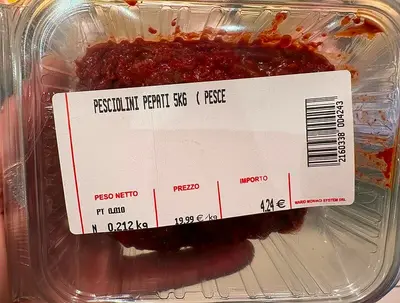 PESCIOLINI PEPATI 5KG ( PESCE
2160338 004243
PESO NETTO PREZZO IMPORTO
PT 0,010
N 0,212 kg 19,99 €/kg 4,24 €